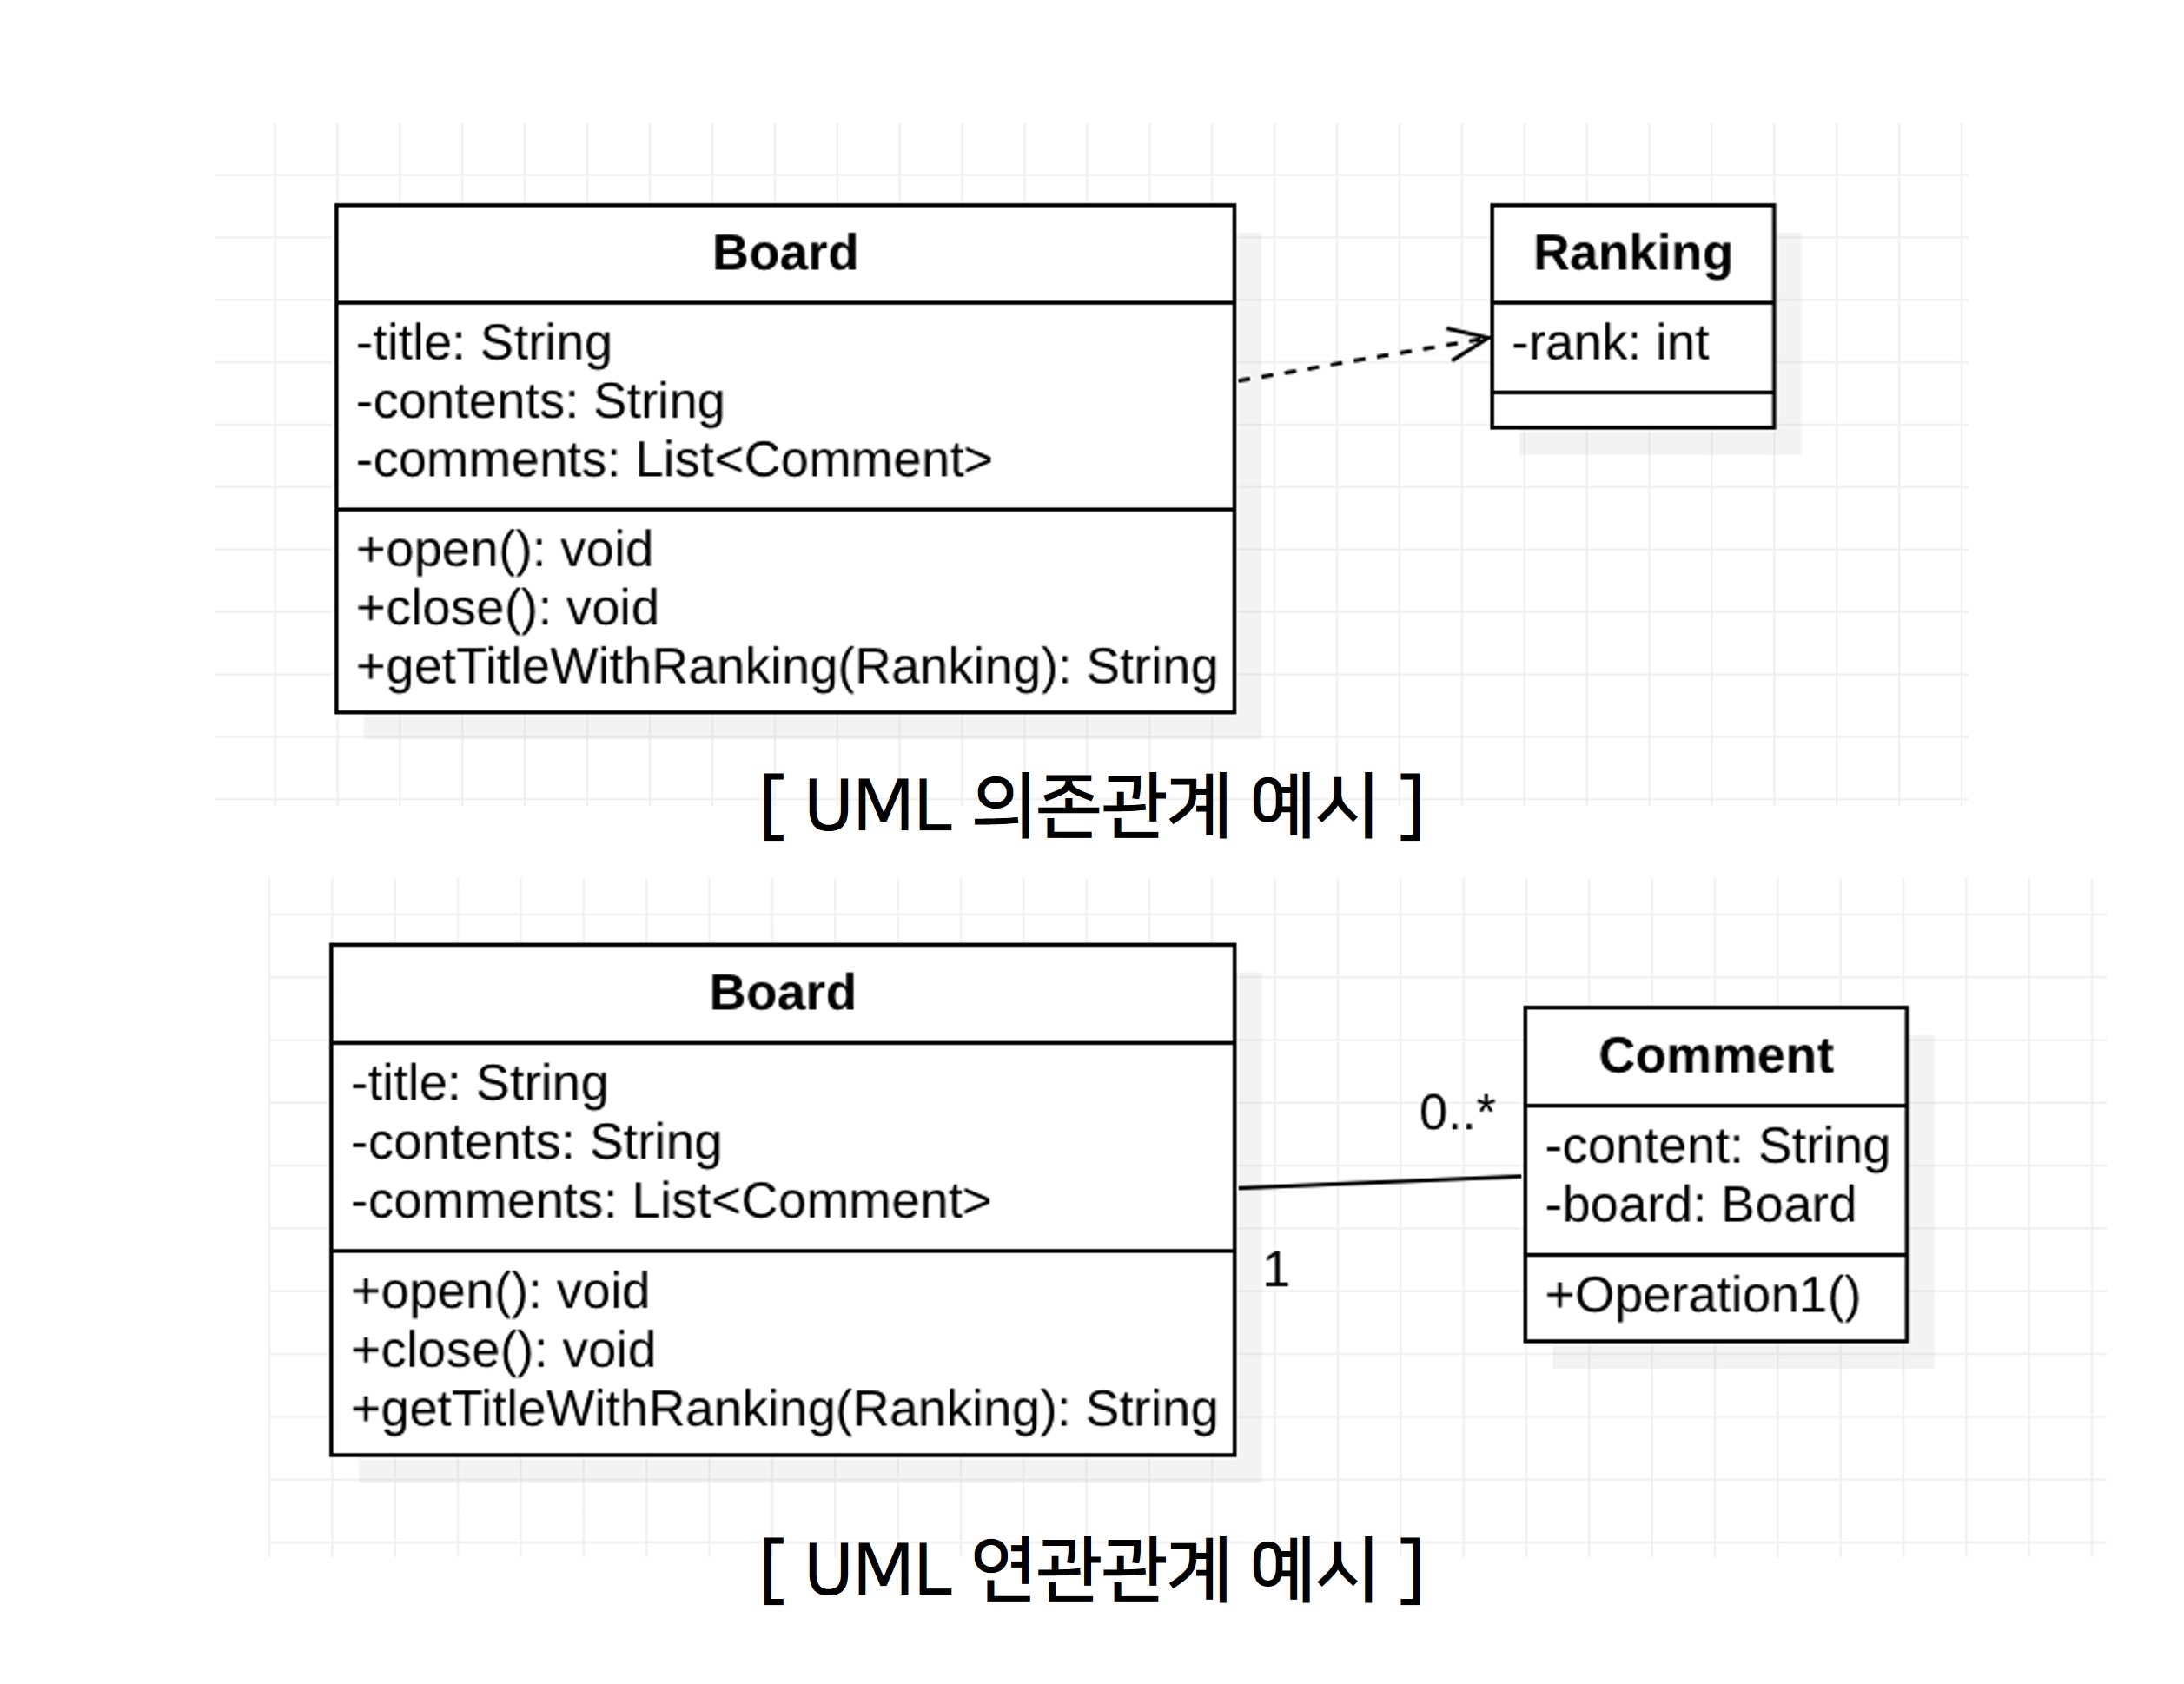 Board
-title: String
-contents: String
-comments: List<Comment>
+open(): void
+close(): void
+getTitleWithRanking(Ranking): String
Ranking
-rank: int
[ UML 의존관계 예시 ]
Board
-title: String
-contents: String
-comments: List<Comment>
+open(): void
+close(): void
+getTitleWithRanking(Ranking): String
0..*
1
Comment
-content: String
-board: Board
+Operation1()
[ UML 연관관계 예시 ]